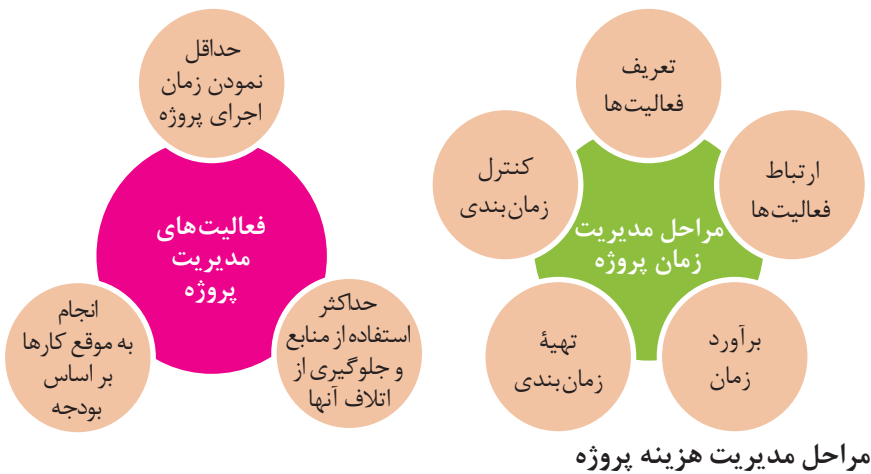 مراحل مدیریت
زمان پروژه
تعریف
فعالیت‌ها
ارتباط
فعالیت‌ها
برآورد
زمان
تهیهٔ
زمان‌بندی
کنترل
زمان‌بندی
فعالیت‌های
مدیریت
پروژه
حداقل
نمودن زمان
اجرای پروژه
حداکثر
استفاده از منابع
و جلوگیری از
اتلاف آنها
انجام
به موقع کارها
بر اساس
بودجه
مراحل مدیریت هزینه پروژه